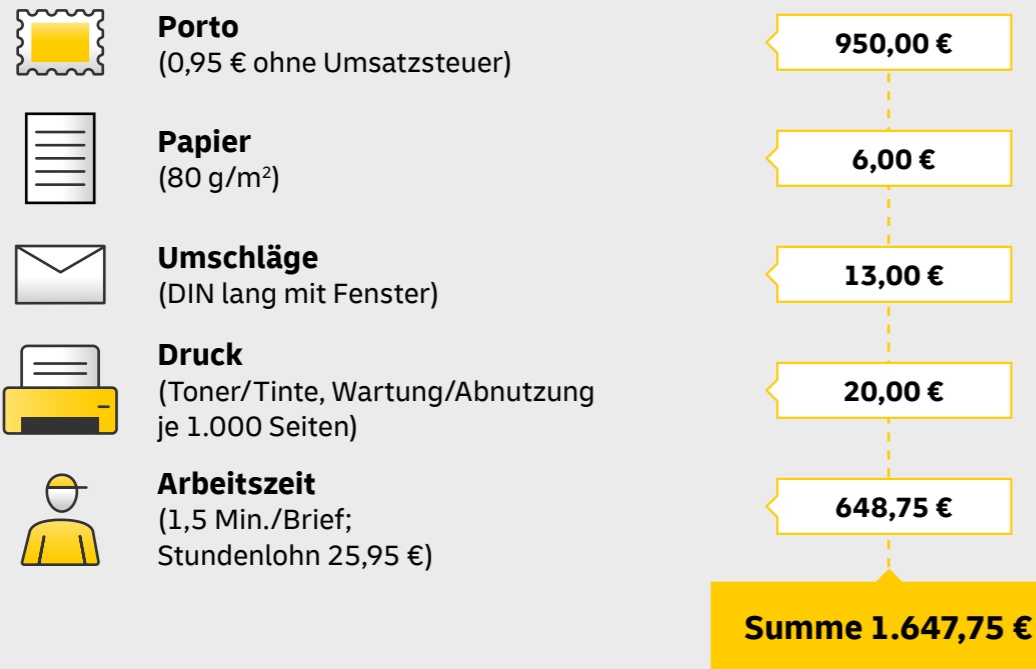 Porto
(0,95 € ohne Umsatzsteuer)
950,00 €
Papier
(80 g/m²)
6,00 €
Umschläge
(DIN lang mit Fenster)
13,00 €
Druck
(Toner/Tinte, Wartung/Abnutzung
je 1.000 Seiten)
20,00 €
Arbeitszeit
(1,5 Min./Brief;
Stundenlohn 25,95 €)
648,75 €
Summe 1.647,75 €